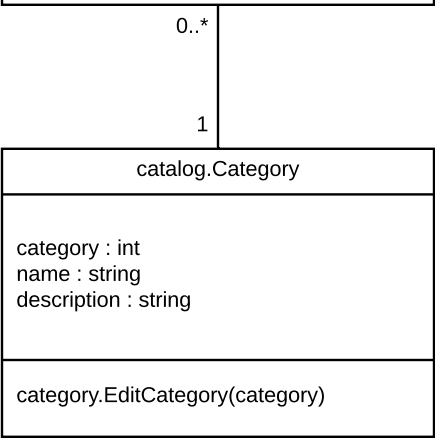 0..*
1
catalog.Category
category : int
name : string
description : string
category.EditCategory(category)